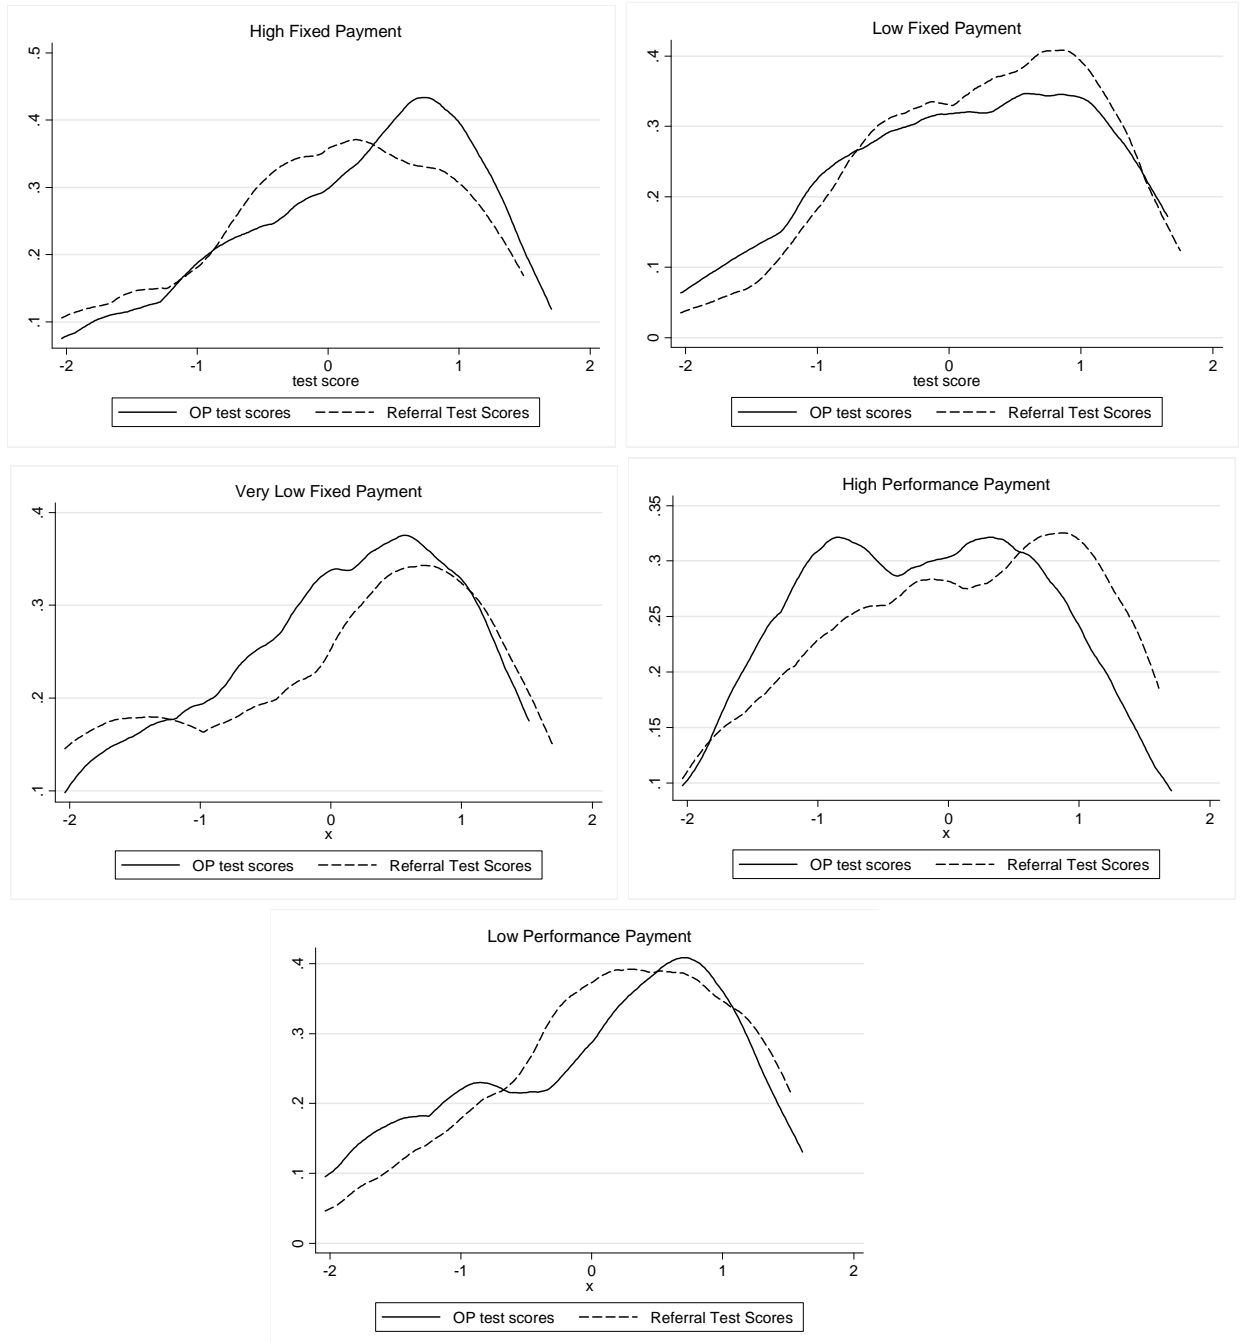 High Fixed Payment
.5
.4
.3
.2
.1
-2 -1 0 1 2
test score
OP test scores Referral Test Scores
Low Fixed Payment
.4
.3
.2
.1
0
-2 -1 0 1 2
test score
OP test scores Referral Test Scores
Very Low Fixed Payment
.4
.3
.2
.1
-2 -1 0 1 2
x
OP test scores Referral Test Scores
High Performance Payment
.35
.3
.25
.2
.15
.1
-2 -1 0 1 2
x
OP test scores Referral Test Scores
Low Performance Payment
.4
.3
.2
.1
0
-2 -1 0 1 2
x
OP test scores Referral Test Scores